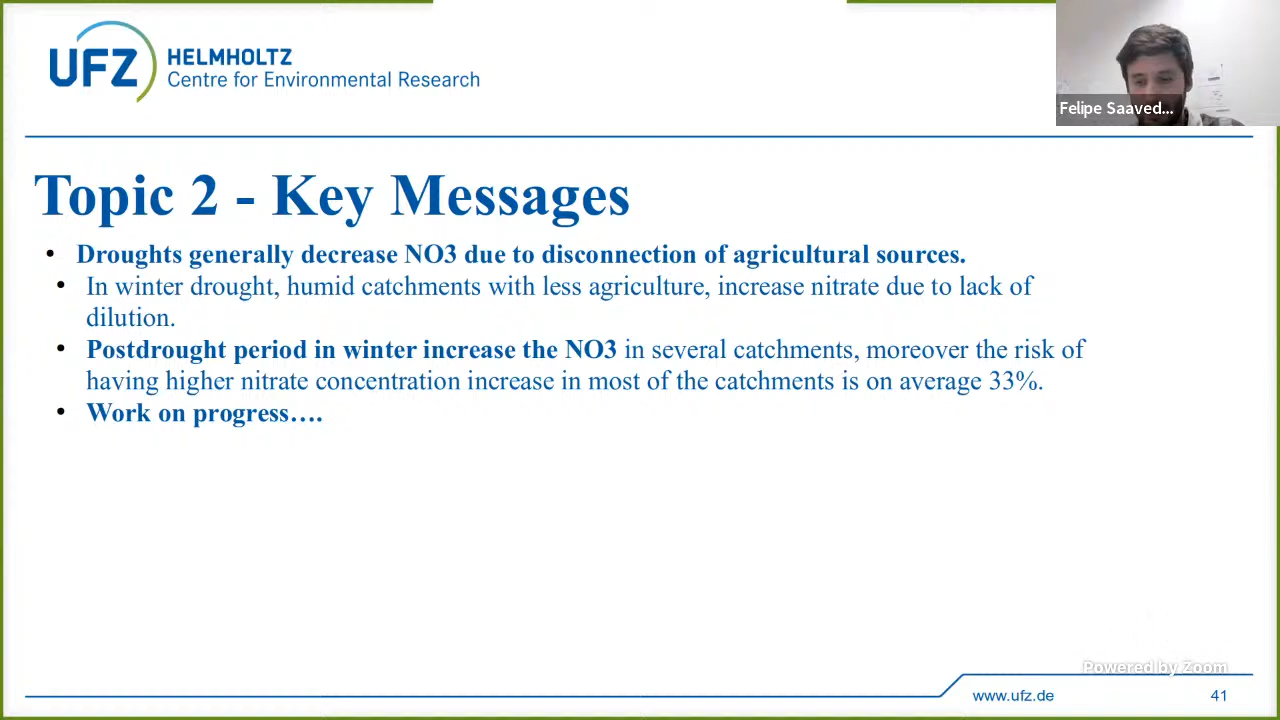 UFZ HELMHOLTZ
Centre for Environmental Research
Felipe Saaved...
Topic 2 - Key Messages
• Droughts generally decrease NO3 due to disconnection of agricultural sources.
• In winter drought, humid catchments with less agriculture, increase nitrate due to lack of
dilution.
• Postdrought period in winter increase the NO3 in several catchments, moreover the risk of
having higher nitrate concentration increase in most of the catchments is on average 33%.
• Work on progress….
Powered by Zoom
www.ufz.de 41